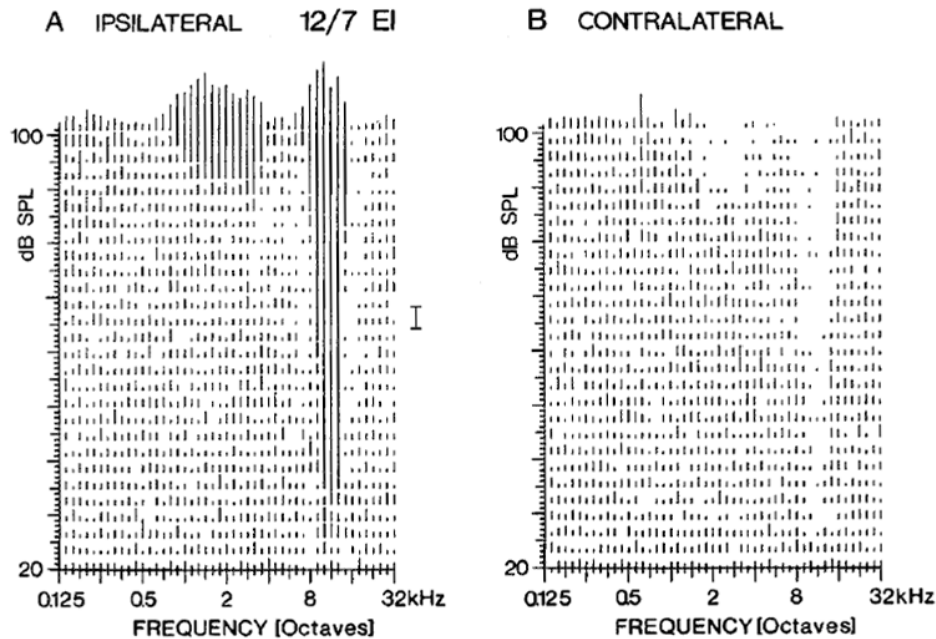 A IPSILATERAL 12/7 EI
100
dB SPL
20
0.125 0.5 2 8 32kHz
FREQUENCY [Octaves]
B CONTRALATERAL
100
dB SPL
20
0.125 0.5 2 8 32kHz
FREQUENCY [Octaves]